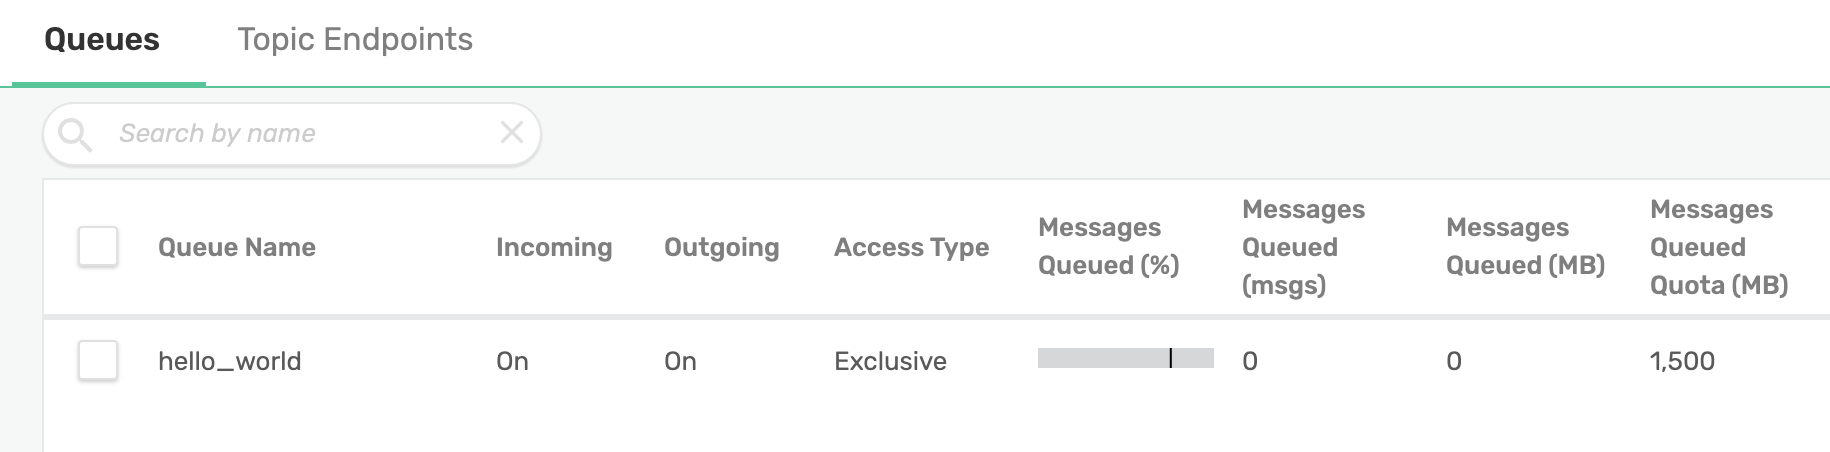 Queues Topic Endpoints
Search by name
Queue Name Incoming Outgoing Access Type Messages Queued (%) Messages Queued (msgs) Messages Queued (MB) Messages Queued Quota (MB)
hello_world On On Exclusive 0 0 1,500